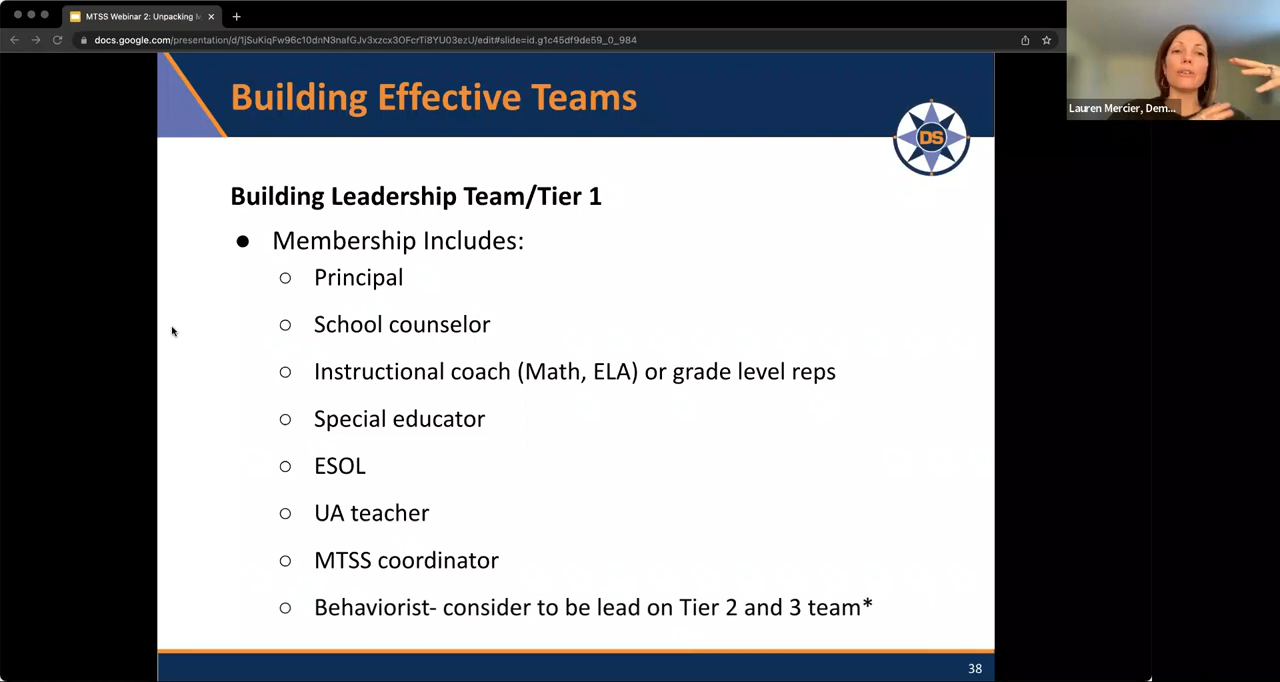 MTSS Webinar 2: Unpacking M
docs.google.com/presentation/d/1jSuKiqFw96c10dnN3nafGJv3xzcx3OFcrTi8YU03ezU/edit#slide=id.g1c45df9de59_0_984
Lauren Mercier, Dem...
Building Effective Teams
DS
Building Leadership Team/Tier 1
● Membership Includes:
○ Principal
○ School counselor
○ Instructional coach (Math, ELA) or grade level reps
○ Special educator
○ ESOL
○ UA teacher
○ MTSS coordinator
○ Behaviorist- consider to be lead on Tier 2 and 3 team*
38